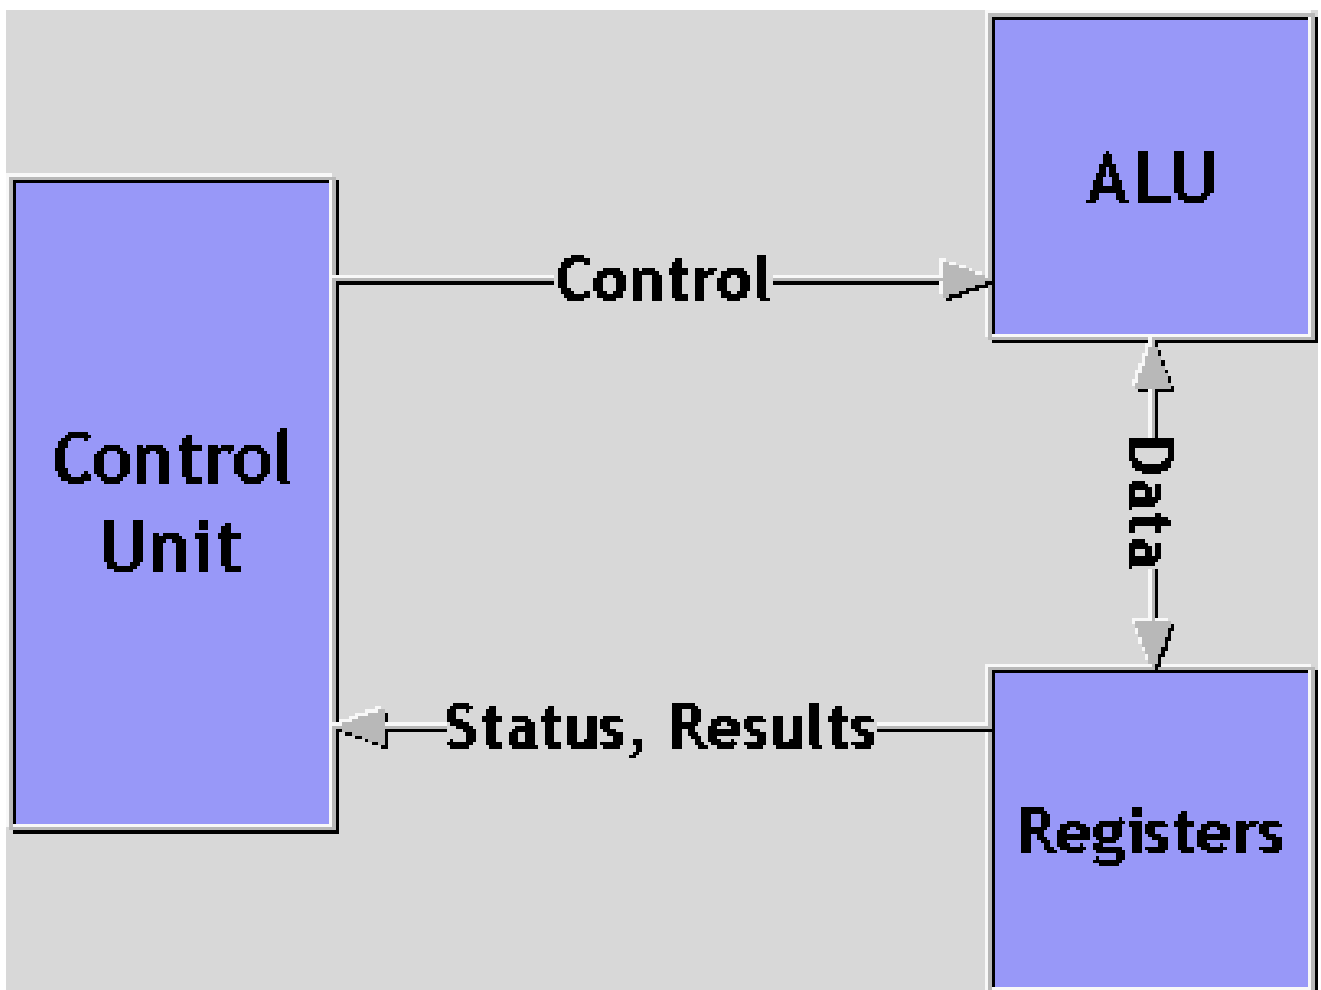 ALU
Control
Control
Unit
Data
Status, Results
Registers